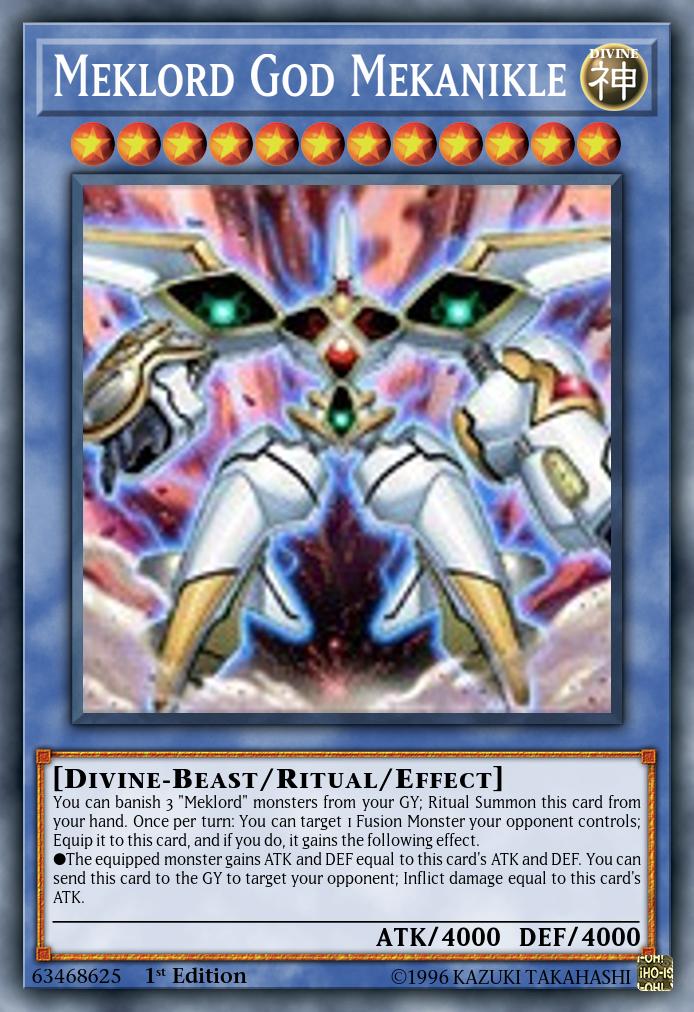 Meklord God Mekanikle
DIVINE
神
[Divine-Beast/Ritual/Effect]
You can banish 3 "Meklord" monsters from your GY; Ritual Summon this card from
your hand. Once per turn: You can target 1 Fusion Monster your opponent controls;
Equip it to this card, and if you do, it gains the following effect.
●The equipped monster gains ATK and DEF equal to this card's ATK and DEF. You can
send this card to the GY to target your opponent; Inflict damage equal to this card's
ATK.
ATK/4000 DEF/4000
63468625 1st Edition ©1996 KAZUKI TAKAHASHI